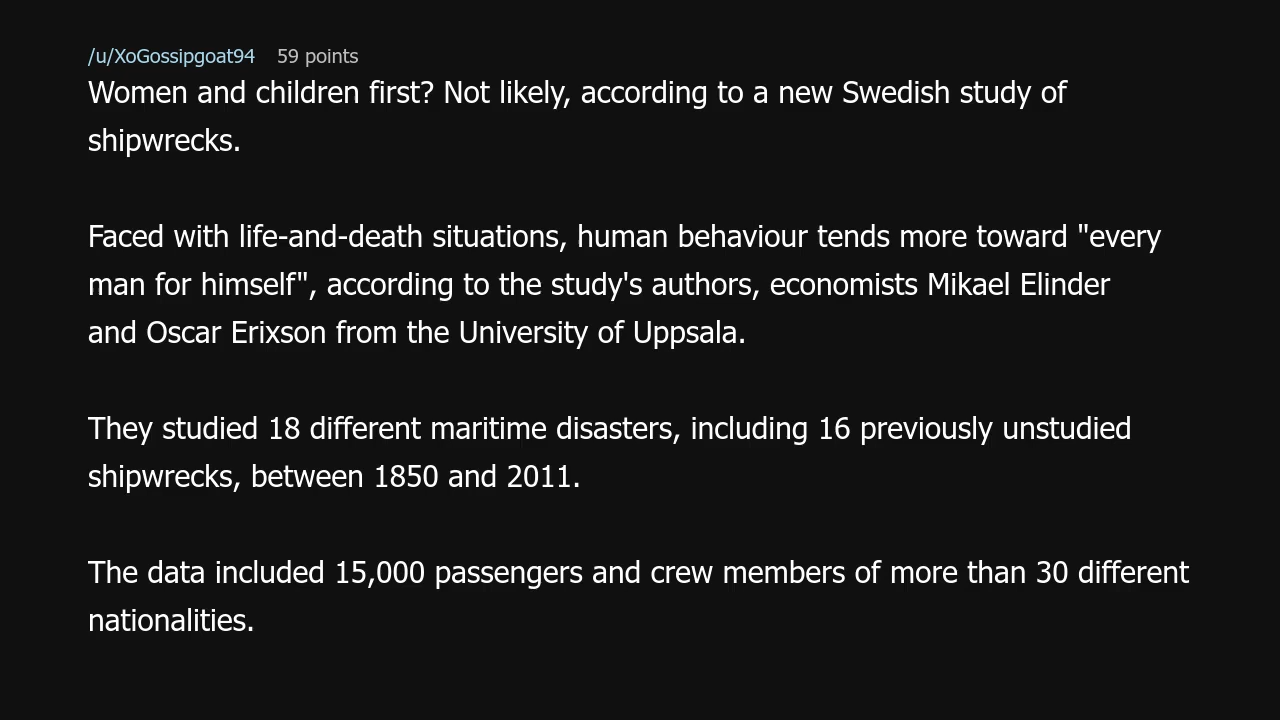 /u/XoGossipgoat94 59 points
Women and children first? Not likely, according to a new Swedish study of
shipwrecks.
Faced with life-and-death situations, human behaviour tends more toward "every
man for himself", according to the study's authors, economists Mikael Elinder
and Oscar Erixson from the University of Uppsala.
They studied 18 different maritime disasters, including 16 previously unstudied
shipwrecks, between 1850 and 2011.
The data included 15,000 passengers and crew members of more than 30 different
nationalities.